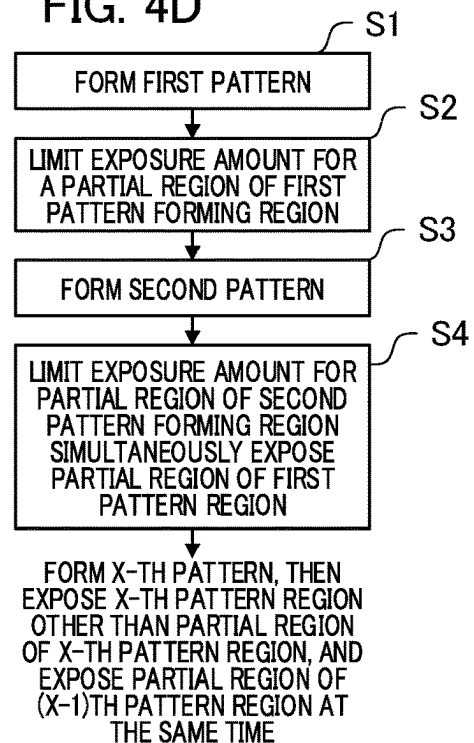 FIG. 4D
S1
FORM FIRST PATTERN
S2
LIMIT EXPOSURE AMOUNT FOR
A PARTIAL REGION OF FIRST
PATTERN FORMING REGION
S3
FORM SECOND PATTERN
S4
LIMIT EXPOSURE AMOUNT FOR
PARTIAL REGION OF SECOND
PATTERN FORMING REGION
SIMULTANEOUSLY EXPOSE
PARTIAL REGION OF FIRST
PATTERN REGION
FORM X-TH PATTERN, THEN
EXPOSE X-TH PATTERN REGION
OTHER THAN PARTIAL REGION
OF X-TH PATTERN REGION, AND
EXPOSE PARTIAL REGION OF
(X-1)TH PATTERN REGION AT
THE SAME TIME